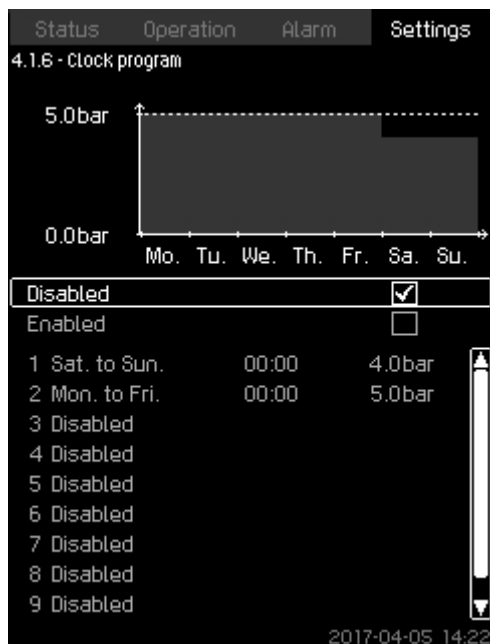 Status Operation Alarm Settings
4.1.6 - Clock program
5.0bar
0.0bar
Mo. Tu. We. Th. Fr. Sa. Su.
Disabled
Enabled
1 Sat. to Sun. 00:00 4.0bar
2 Mon. to Fri. 00:00 5.0bar
3 Disabled
4 Disabled
5 Disabled
6 Disabled
7 Disabled
8 Disabled
9 Disabled
2017-04-05 14:22